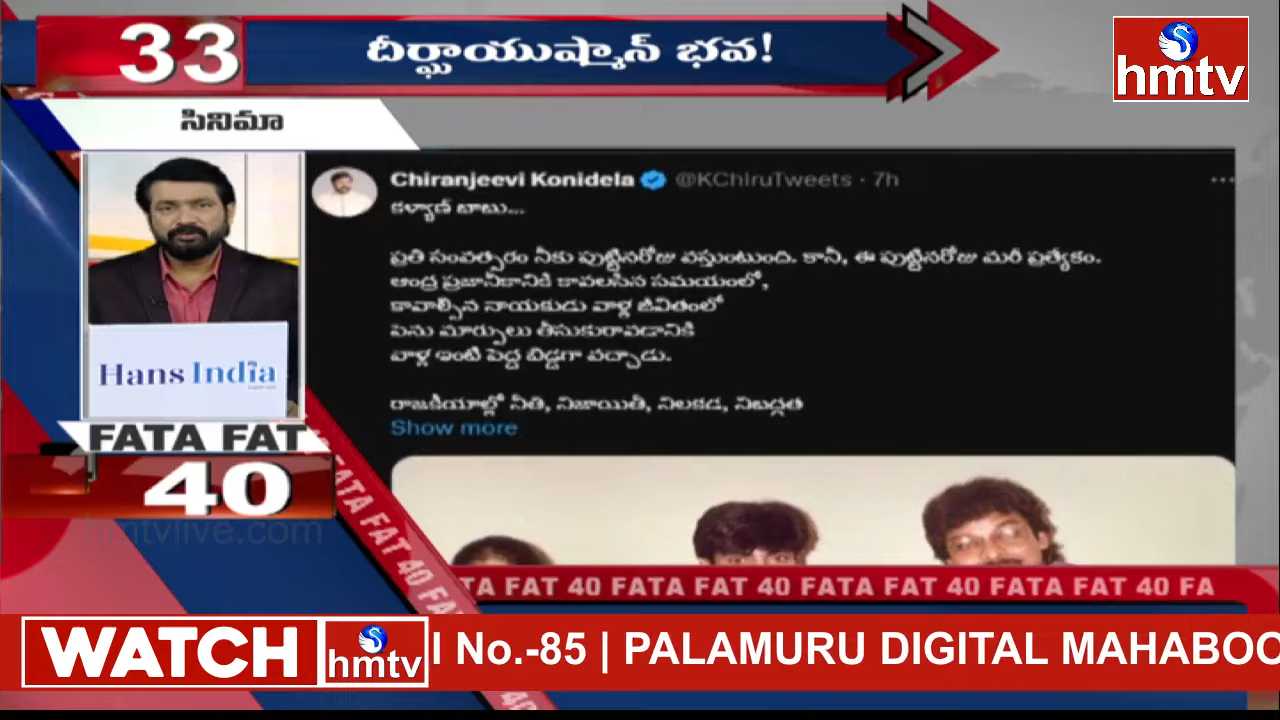 33
దీర్ఘాయుష్మాన్ భవ!
hmtv
సినిమా
Chiranjeevi Konidela @KChiruTweets · 7h
కళ్యాణ్ బాబు...
ప్రతి సంవత్సరం నీకు పుట్టినరోజు వస్తుంటుంది. కానీ, ఈ పుట్టినరోజు మరీ ప్రత్యేకం.
ఆంధ్ర ప్రజానీకానికి కావలసిన సమయంలో,
కావాల్సిన నాయకుడు వాళ్ల జీవితంలో
పెను మార్పులు తీసుకురావడానికి
వాళ్ల ఇంటి పెద్ద బిడ్డగా వచ్చాడు.
రాజకీయాల్లో నీతి, నిజాయితీ, నిలకడ, నిబద్ధత
Show more
Hans India
FATA FAT
40
hmtvlive.com
FATA FAT 40 FA
TA FAT 40 FATA FAT 40 FATA FAT 40 FATA FAT 40 FA
WATCH hmtv
No.-85 | PALAMURU DIGITAL MAHABOO